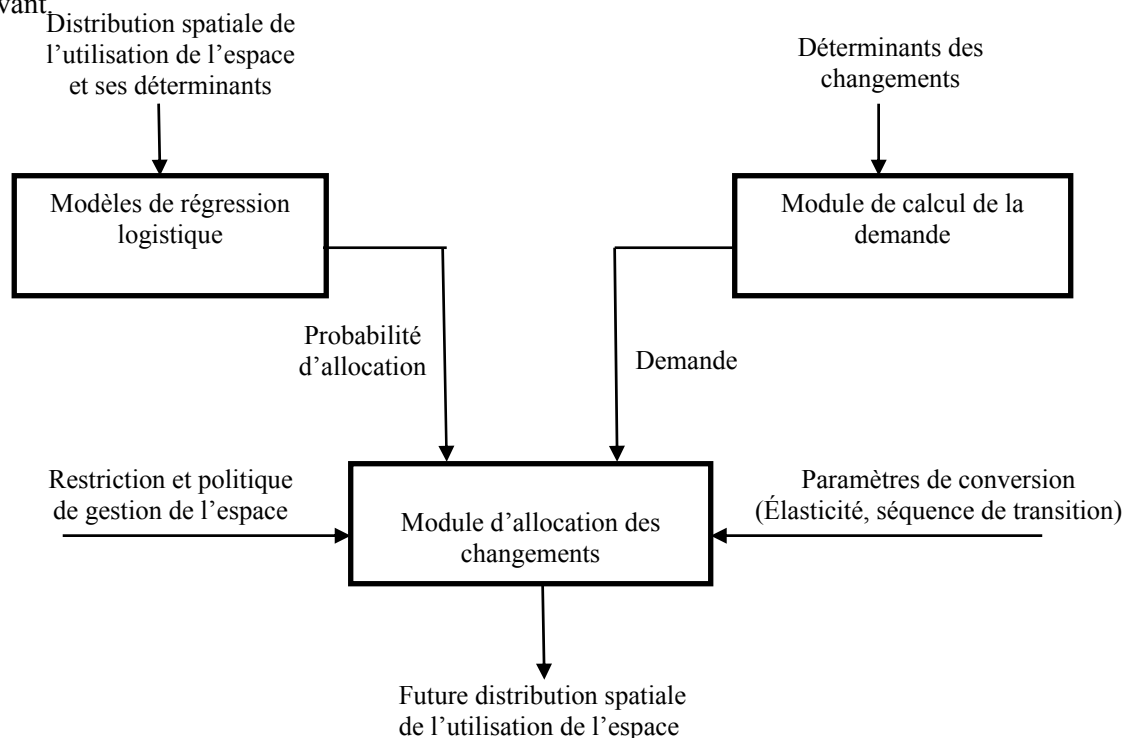 vant.
Distribution spatiale de
l’utilisation de l’espace
et ses déterminants
Déterminants des
changements
Modèles de régression
logistique
Module de calcul de la
demande
Probabilité
d’allocation
Demande
Restriction et politique
de gestion de l’espace
Paramètres de conversion
(Élasticité, séquence de transition)
Module d’allocation des
changements
Future distribution spatiale
de l’utilisation de l’espace